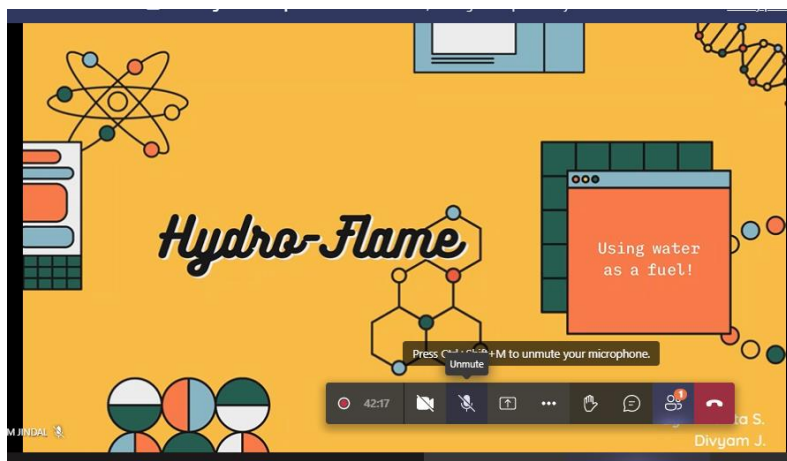 Hydro-Flame
Using water
as a fuel!
Press Ctrl+Shift+M to unmute your microphone.
Unmute
42:17
1
M JINDAL
ta S.
Divyam J.